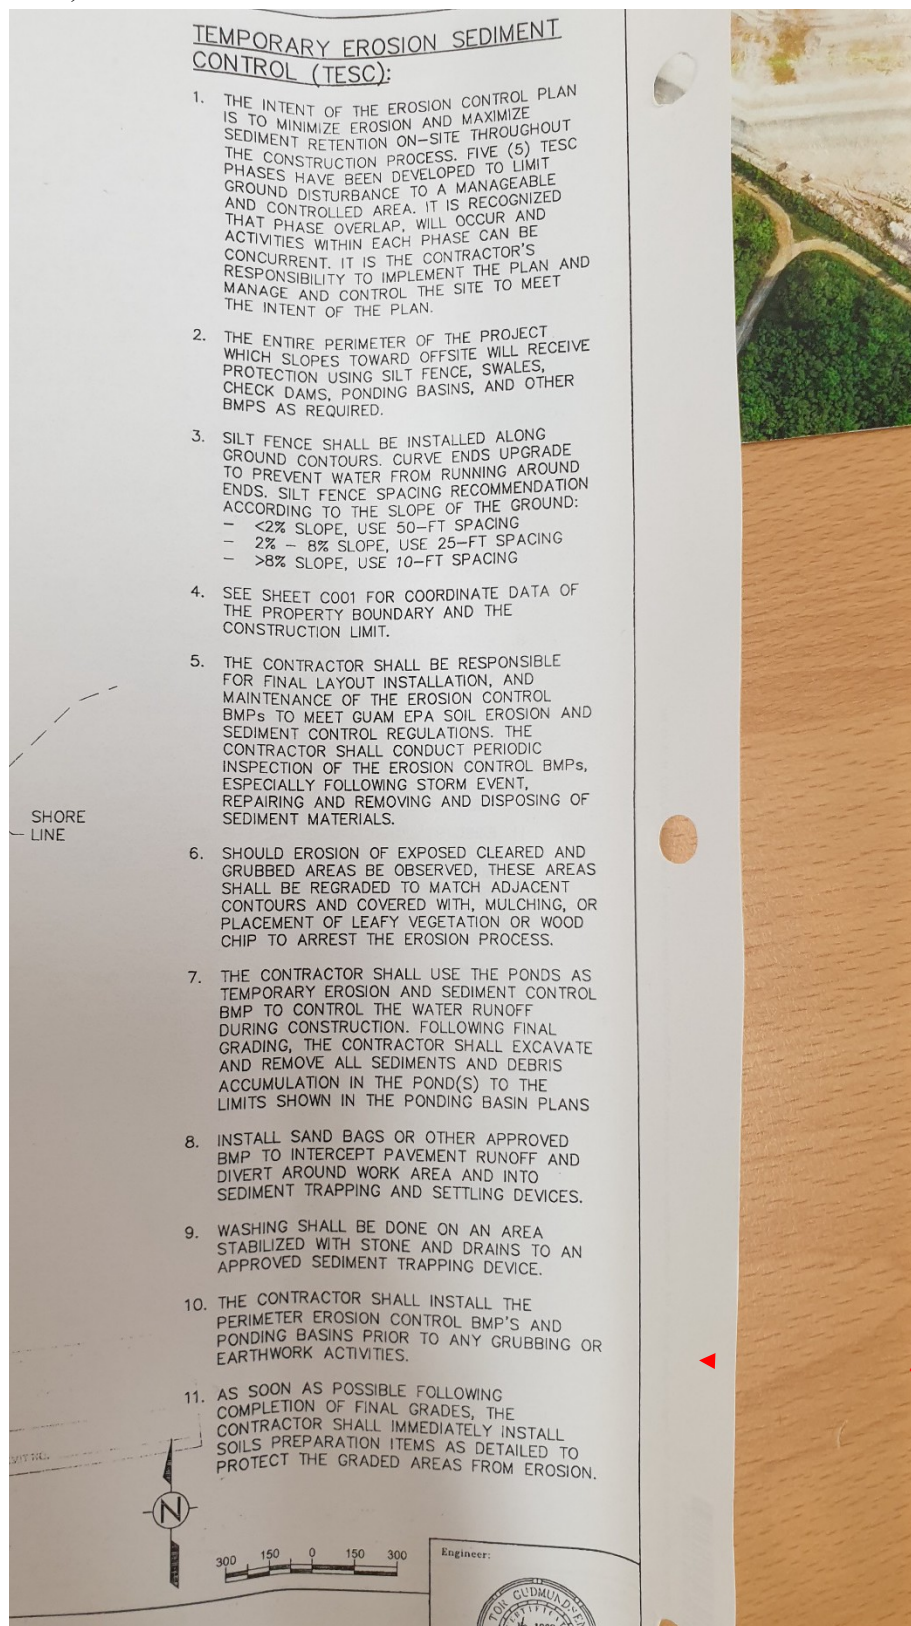 TEMPORARY EROSION SEDIMENT
CONTROL (TESC):
1. THE INTENT OF THE EROSION CONTROL PLAN
IS TO MINIMIZE EROSION AND MAXIMIZE
SEDIMENT RETENTION ON-SITE THROUGHOUT
THE CONSTRUCTION PROCESS. FIVE (5) TESC
PHASES HAVE BEEN DEVELOPED TO LIMIT
GROUND DISTURBANCE TO A MANAGEABLE
AND CONTROLLED AREA. IT IS RECOGNIZED
THAT PHASE OVERLAP, WILL OCCUR AND
ACTIVITIES WITHIN EACH PHASE CAN BE
CONCURRENT. IT IS THE CONTRACTOR'S
RESPONSIBILITY TO IMPLEMENT THE PLAN AND
MANAGE AND CONTROL THE SITE TO MEET
THE INTENT OF THE PLAN.
2. THE ENTIRE PERIMETER OF THE PROJECT
WHICH SLOPES TOWARD OFFSITE WILL RECEIVE
PROTECTION USING SILT FENCE, SWALES,
CHECK DAMS, PONDING BASINS, AND OTHER
BMPS AS REQUIRED.
3. SILT FENCE SHALL BE INSTALLED ALONG
GROUND CONTOURS. CURVE ENDS UPGRADE
TO PREVENT WATER FROM RUNNING AROUND
ENDS. SILT FENCE SPACING RECOMMENDATION
ACCORDING TO THE SLOPE OF THE GROUND:
- <2% SLOPE, USE 50-FT SPACING
- 2% - 8% SLOPE, USE 25-FT SPACING
- >8% SLOPE, USE 10-FT SPACING
4. SEE SHEET C001 FOR COORDINATE DATA OF
THE PROPERTY BOUNDARY AND THE
CONSTRUCTION LIMIT.
5. THE CONTRACTOR SHALL BE RESPONSIBLE
FOR FINAL LAYOUT INSTALLATION, AND
MAINTENANCE OF THE EROSION CONTROL
BMPs TO MEET GUAM EPA SOIL EROSION AND
SEDIMENT CONTROL REGULATIONS. THE
CONTRACTOR SHALL CONDUCT PERIODIC
INSPECTION OF THE EROSION CONTROL BMPs,
ESPECIALLY FOLLOWING STORM EVENT,
REPAIRING AND REMOVING AND DISPOSING OF
SEDIMENT MATERIALS.
SHORE
LINE
6. SHOULD EROSION OF EXPOSED CLEARED AND
GRUBBED AREAS BE OBSERVED, THESE AREAS
SHALL BE REGRADED TO MATCH ADJACENT
CONTOURS AND COVERED WITH, MULCHING, OR
PLACEMENT OF LEAFY VEGETATION OR WOOD
CHIP TO ARREST THE EROSION PROCESS.
7. THE CONTRACTOR SHALL USE THE PONDS AS
TEMPORARY EROSION AND SEDIMENT CONTROL
BMP TO CONTROL THE WATER RUNOFF
DURING CONSTRUCTION. FOLLOWING FINAL
GRADING, THE CONTRACTOR SHALL EXCAVATE
AND REMOVE ALL SEDIMENTS AND DEBRIS
ACCUMULATION IN THE POND(S) TO THE
LIMITS SHOWN IN THE PONDING BASIN PLANS
8. INSTALL SAND BAGS OR OTHER APPROVED
BMP TO INTERCEPT PAVEMENT RUNOFF AND
DIVERT AROUND WORK AREA AND INTO
SEDIMENT TRAPPING AND SETTLING DEVICES.
9. WASHING SHALL BE DONE ON AN AREA
STABILIZED WITH STONE AND DRAINS TO AN
APPROVED SEDIMENT TRAPPING DEVICE.
10. THE CONTRACTOR SHALL INSTALL THE
PERIMETER EROSION CONTROL BMP'S AND
PONDING BASINS PRIOR TO ANY GRUBBING OR
EARTHWORK ACTIVITIES.
11. AS SOON AS POSSIBLE FOLLOWING
COMPLETION OF FINAL GRADES, THE
CONTRACTOR SHALL IMMEDIATELY INSTALL
SOILS PREPARATION ITEMS AS DETAILED TO
PROTECT THE GRADED AREAS FROM EROSION.
N
300 150 0 150 300
Engineer: